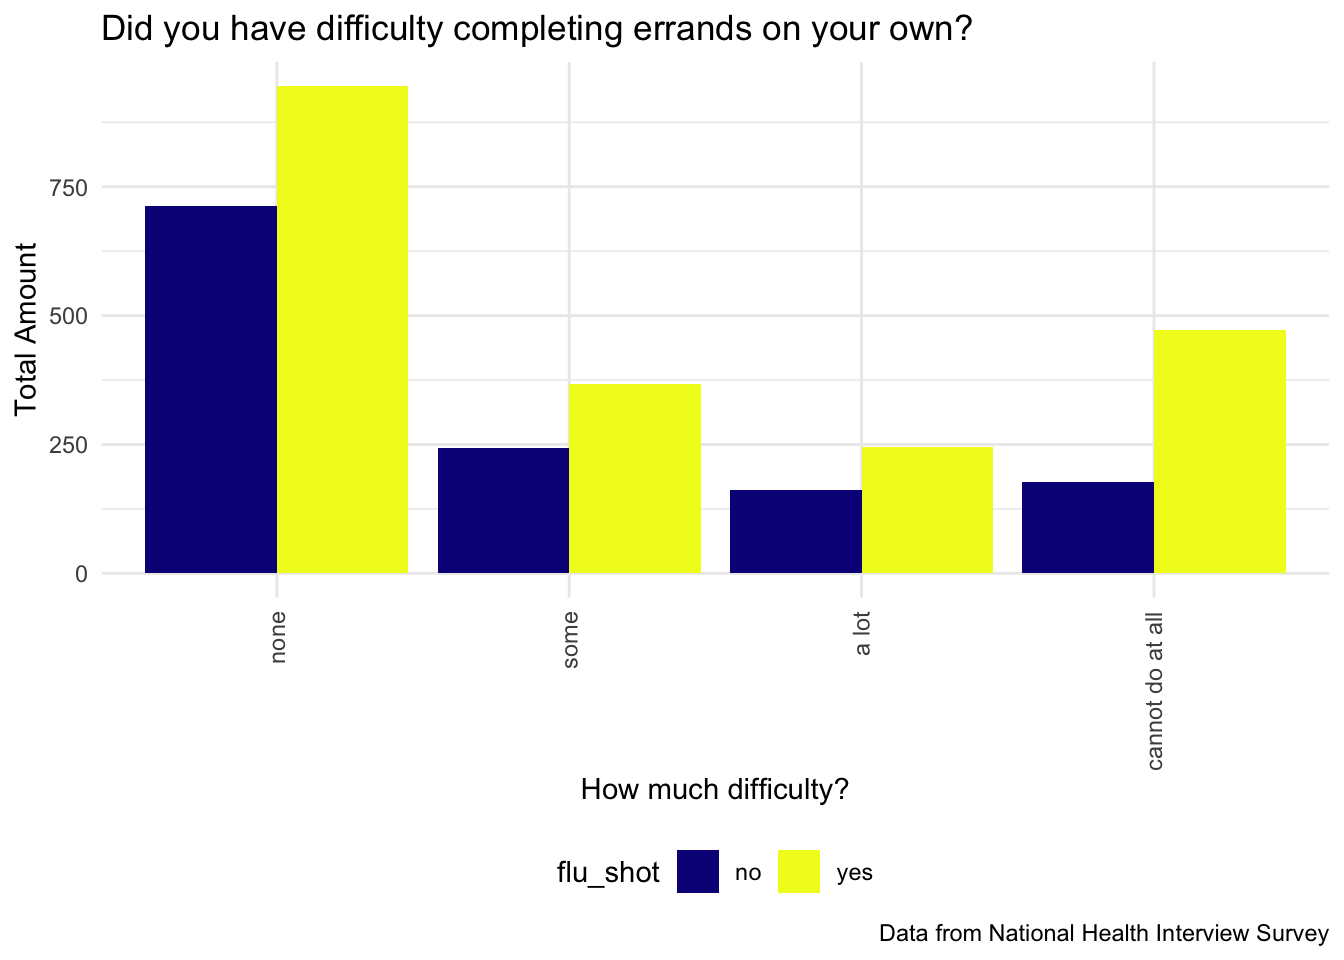 Did you have difficulty completing errands on your own?
Total Amount
750
500
250
0
none
some
a lot
cannot do at all
How much difficulty?
flu_shot no yes
Data from National Health Interview Survey